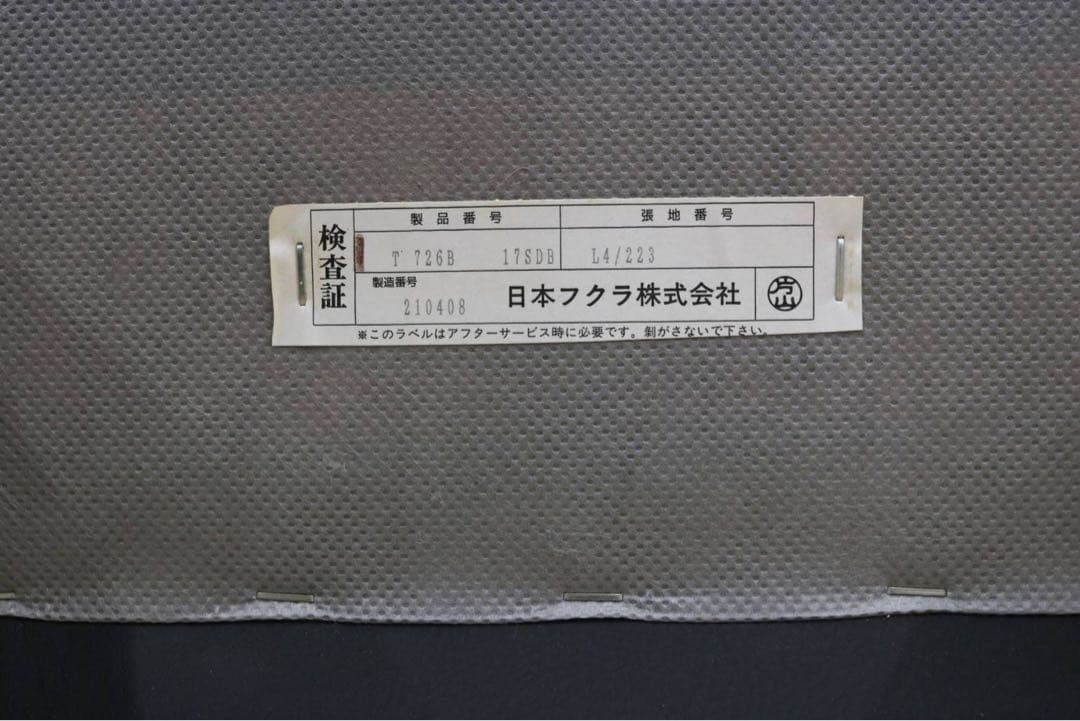 検査証
製品番号 張地番号
T 726B 17SDB L4/223
製造番号
210408 日本フクラ株式会社 片山
※このラベルはアフターサービス時に必要です。剝がさないで下さい。